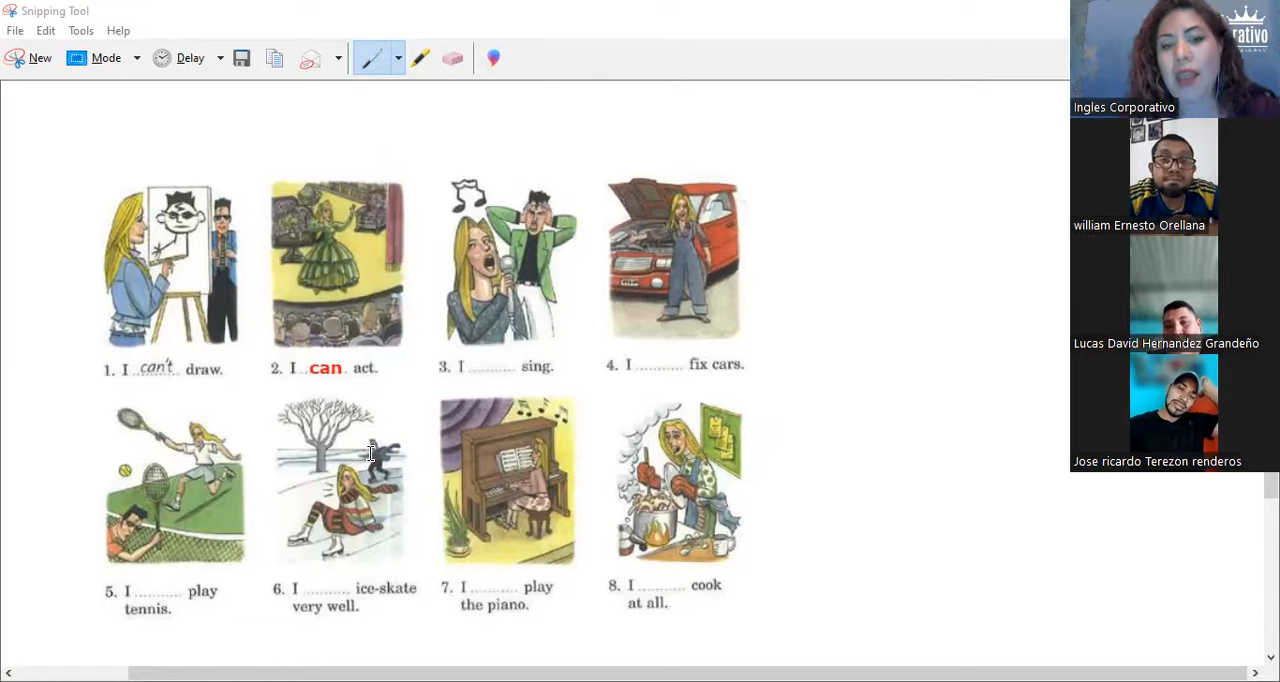 Snipping Tool
File Edit Tools Help
New Mode Delay
rativo
Ingles Corporativo
william Ernesto Orellana
Lucas David Hernandez Grandeño
Jose ricardo Terezon renderos
1. I can't draw.
2. I can act.
3. I .......... sing.
4. I ........... fix cars.
5. I ........... play
tennis.
6. I ........... ice-skate
very well.
7. I ........... play
the piano.
8. I ........... cook
at all.